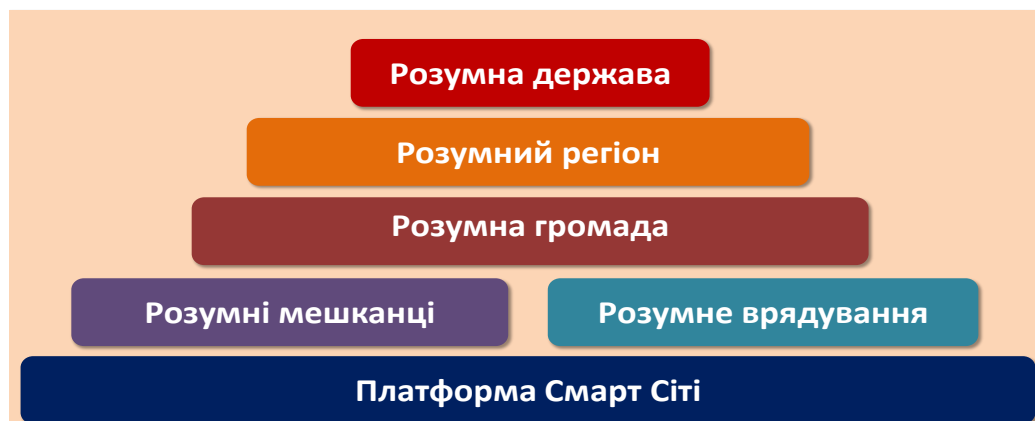 Розумна держава
Розумний регіон
Розумна громада
Розумні мешканці
Розумне врядування
Платформа Смарт Сіті